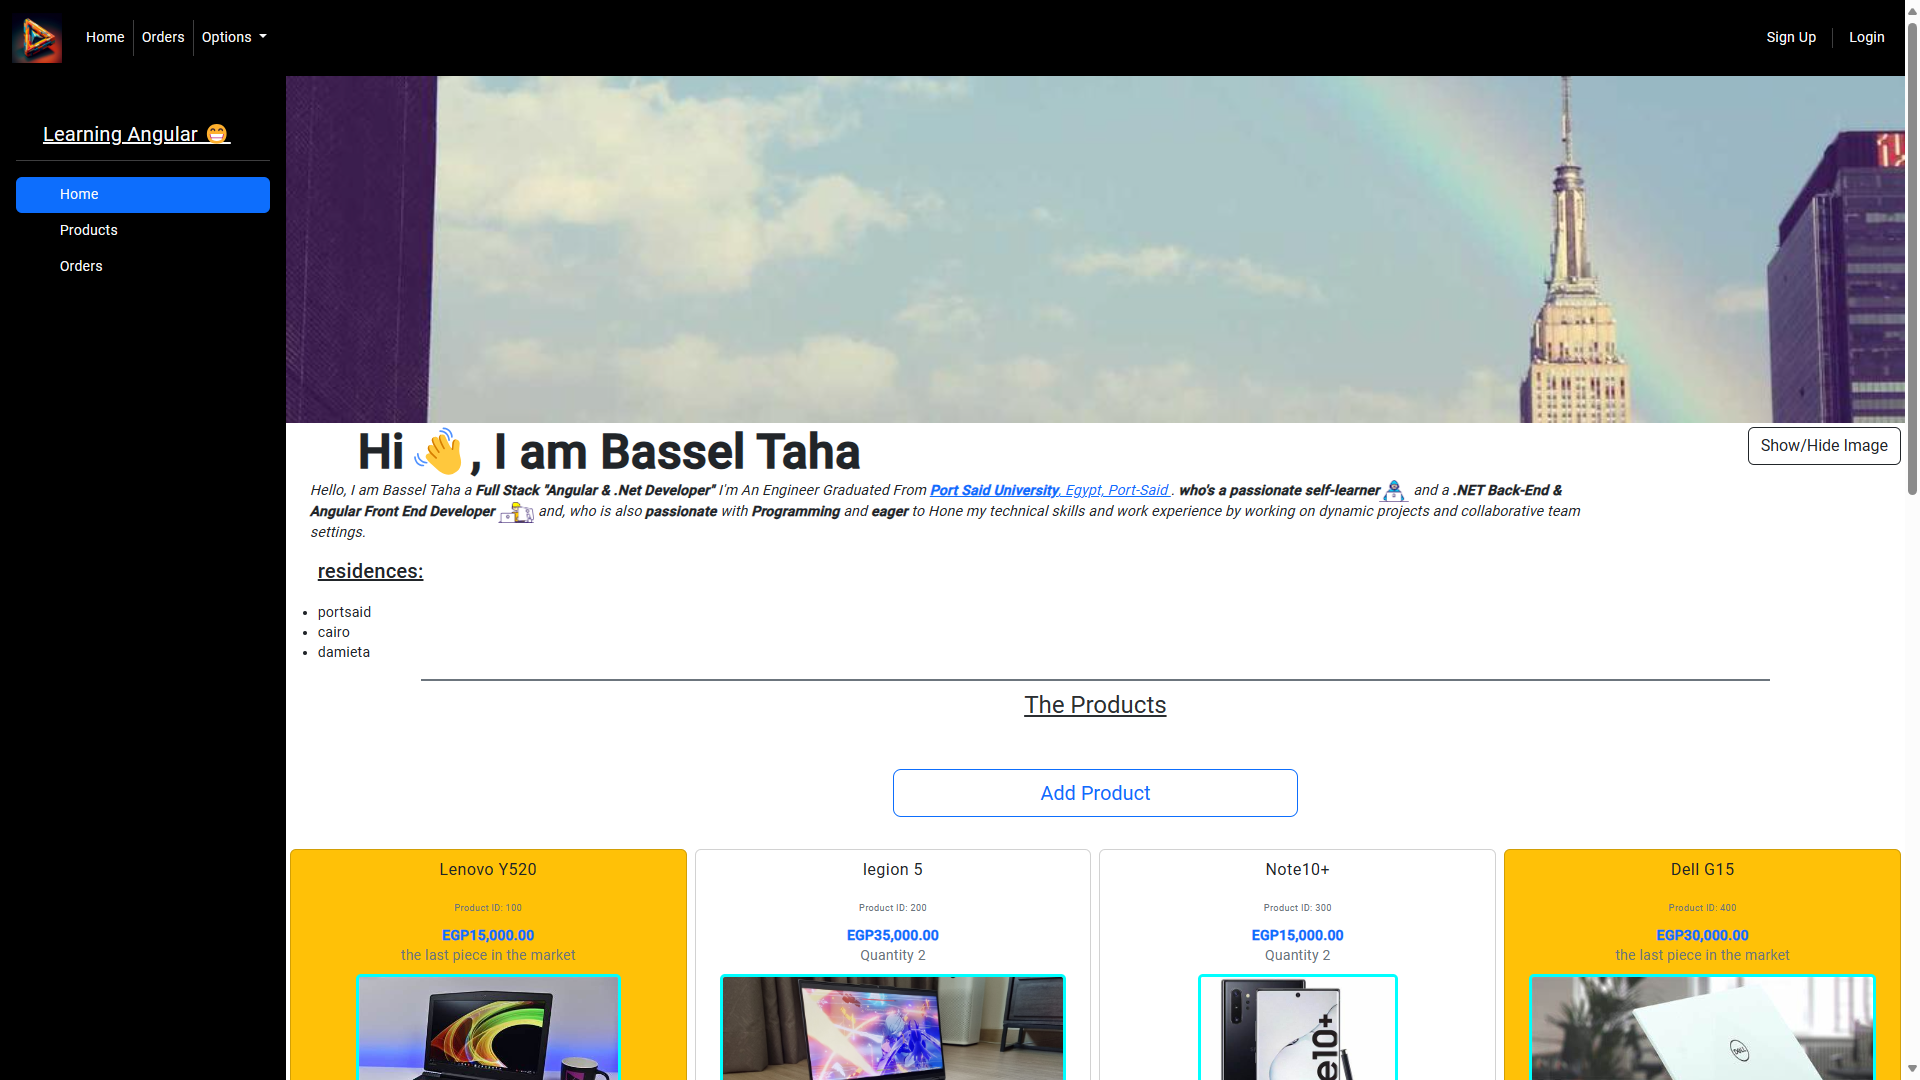 Home
Orders
Options
Sign Up
Login
Learning Angular 😁
Home
Products
Orders
Hi 👋, I am Bassel Taha
Show/Hide Image
Hello, I am Bassel Taha a Full Stack "Angular & .Net Developer" I'm An Engineer Graduated From Port Said University, Egypt, Port-Said . who's a passionate self-learner and a .NET Back-End &
Angular Front End Developer and, who is also passionate with Programming and eager to Hone my technical skills and work experience by working on dynamic projects and collaborative team
settings.
residences:
portsaid
cairo
damieta
The Products
Add Product
Lenovo Y520
Product ID: 100
EGP15,000.00
the last piece in the market
legion 5
Product ID: 200
EGP35,000.00
Quantity 2
Note10+
Product ID: 300
EGP15,000.00
Quantity 2
Dell G15
Product ID: 400
EGP30,000.00
the last piece in the market
DELL